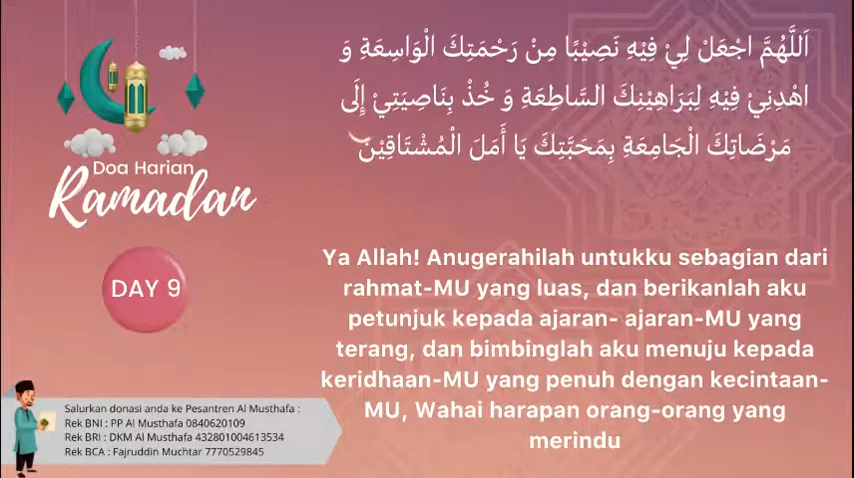 اَللَّهُمَّ اجْعَلْ لِيْ فِيْهِ نَصِيْبًا مِنْ رَحْمَتِكَ الْوَاسِعَةِ وَ
اهْدِنِيْ فِيْهِ لِبَرَاهِيْنِكَ السَّاطِعَةِ وَ خُذْ بِنَاصِيَتِيْ إِلَى
مَرْضَاتِكَ الْجَامِعَةِ بِمَحَبَّتِكَ يَا أَمَلَ الْمُشْتَاقِيْنَ
Doa Harian
Ramadan
DAY 9
Ya Allah! Anugerahilah untukku sebagian dari
rahmat-MU yang luas, dan berikanlah aku
petunjuk kepada ajaran- ajaran-MU yang
terang, dan bimbinglah aku menuju kepada
keridhaan-MU yang penuh dengan kecintaan-
MU, Wahai harapan orang-orang yang
merindu
Salurkan donasi anda ke Pesantren Al Musthafa :
Rek BNI : PP Al Musthafa 0840620109
Rek BRI : DKM Al Musthafa 432801004613534
Rek BCA : Fajruddin Muchtar 7770529845